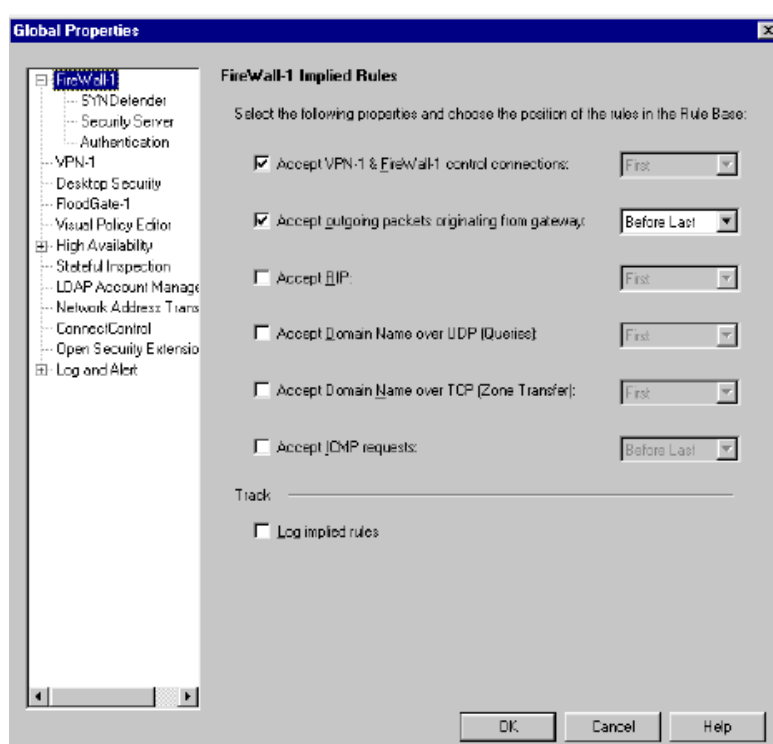 Global Properties
FireWall-1
SYNDefender
Security Server
Authentication
VPN-1
Desktop Security
FloodGate-1
Visual Policy Editor
High Availability
Stateful Inspection
LDAP Account Manage
Network Address Trans
ConnectControl
Open Security Extensio
Log and Alert
FireWall-1 Implied Rules
Select the following properties and choose the position of the rules in the Rule Base:
Accept VPN-1 & FireWall-1 control connections: First
Accept outgoing packets originating from gateway: Before Last
Accept RIP: First
Accept Domain Name over UDP (Queries): First
Accept Domain Name over TCP (Zone Transfer): First
Accept ICMP requests: Before Last
Track
Log implied rules
OK Cancel Help